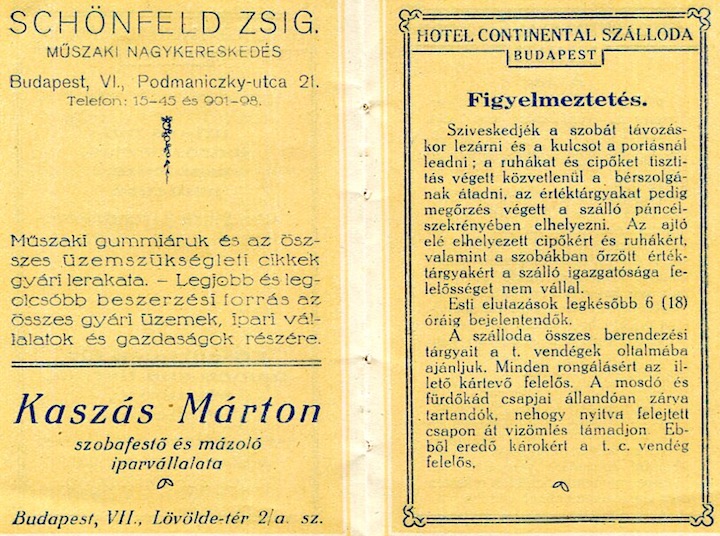 SCHÖNFELD ZSIG.
MŰSZAKI NAGYKERESKEDÉS
Budapest, VI., Podmaniczky-utca 21.
Telefon: 15-45 és 901-98.
Műszaki gummiáruk és az ösz-
szes üzemszükségleti cikkek
gyári lerakata. – Legjobb és leg-
olcsóbb beszerzési forrás az
összes gyári üzemek, ipari vál-
lalatok és gazdaságok részére.
Kaszás Márton
szobafestő és mázoló
iparvállalata
Budapest, VII., Lövölde-tér 2/a. sz.
HOTEL CONTINENTAL SZÁLLODA
BUDAPEST
Figyelmeztetés.
Sziveskedjék a szobát távozás-
kor lezárni és a kulcsot a portásnál
leadni; a ruhákat és cipőket tiszti-
tás végett közvetlenül a bérszolgá-
nak átadni, az értéktárgyakat pedig
megőrzés végett a szálló páncél-
szekrényében elhelyezni. Az ajtó
elé elhelyezett cipőkért és ruhákért,
valamint a szobákban őrzött érték-
tárgyakért a szálló igazgatósága fe-
lelősséget nem vállal.
Esti elutazások legkésőbb 6 (18)
óráig bejelentendők.
A szálloda összes berendezési
tárgyait a t. vendégek oltalmába
ajánljuk. Minden rongálásért az il-
lető kártevő felelős. A mosdó és
fürdőkád csapjai állandóan zárva
tartandók, nehogy nyitva felejtett
csapon át vizömlés támadjon. Eb-
ből eredő károkért a t. c. vendég
felelős,